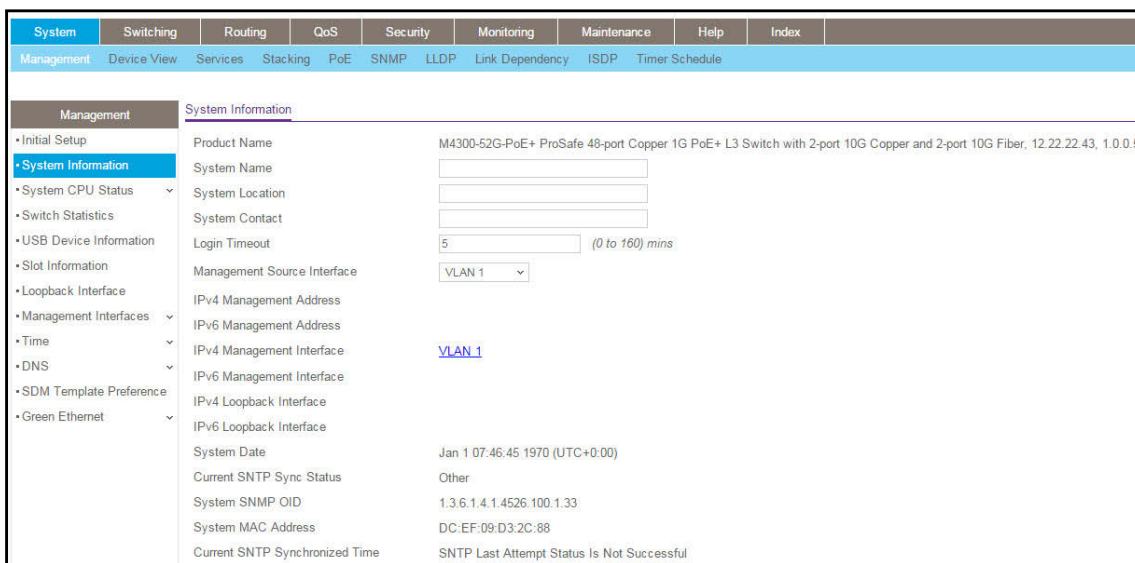 System Switching Routing QoS Security Monitoring Maintenance Help Index
Management Device View Services Stacking PoE SNMP LLDP Link Dependency ISDP Timer Schedule
Management
• Initial Setup
• System Information
• System CPU Status
• Switch Statistics
• USB Device Information
• Slot Information
• Loopback Interface
• Management Interfaces
• Time
• DNS
• SDM Template Preference
• Green Ethernet
System Information
Product Name M4300-52G-PoE+ ProSafe 48-port Copper 1G PoE+ L3 Switch with 2-port 10G Copper and 2-port 10G Fiber, 12.22.22.43, 1.0.0.
System Name
System Location
System Contact
Login Timeout 5 (0 to 160) mins
Management Source Interface VLAN 1
IPv4 Management Address
IPv6 Management Address
IPv4 Management Interface VLAN 1
IPv6 Management Interface
IPv4 Loopback Interface
IPv6 Loopback Interface
System Date Jan 1 07:46:45 1970 (UTC+0:00)
Current SNTP Sync Status Other
System SNMP OID 1.3.6.1.4.1.4526.100.1.33
System MAC Address DC:EF:09:D3:2C:88
Current SNTP Synchronized Time SNTP Last Attempt Status Is Not Successful